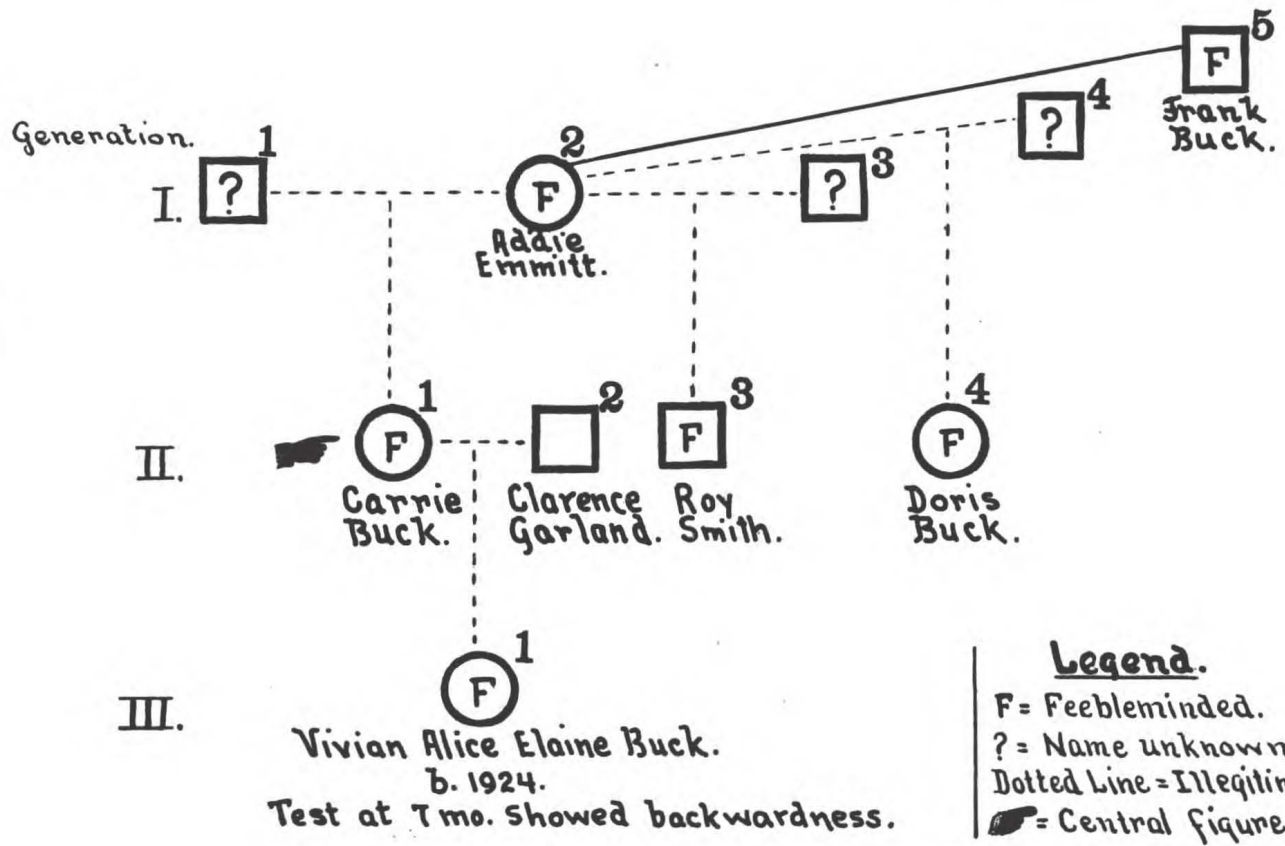 5
F
Frank
Buck.
4
?
Generation.
1
?
I.
2
F
Addie
Emmitt.
3
?
II.
1
F
Carrie
Buck.
2
Clarence
Garland.
3
F
Roy
Smith.
4
F
Doris
Buck.
III.
1
F
Vivian Alice Elaine Buck.
b. 1924.
Test at 7 mo. Showed backwardness.
Legend.
F = Feebleminded.
? = Name unknown
Dotted Line = Illegitim
= Central figure